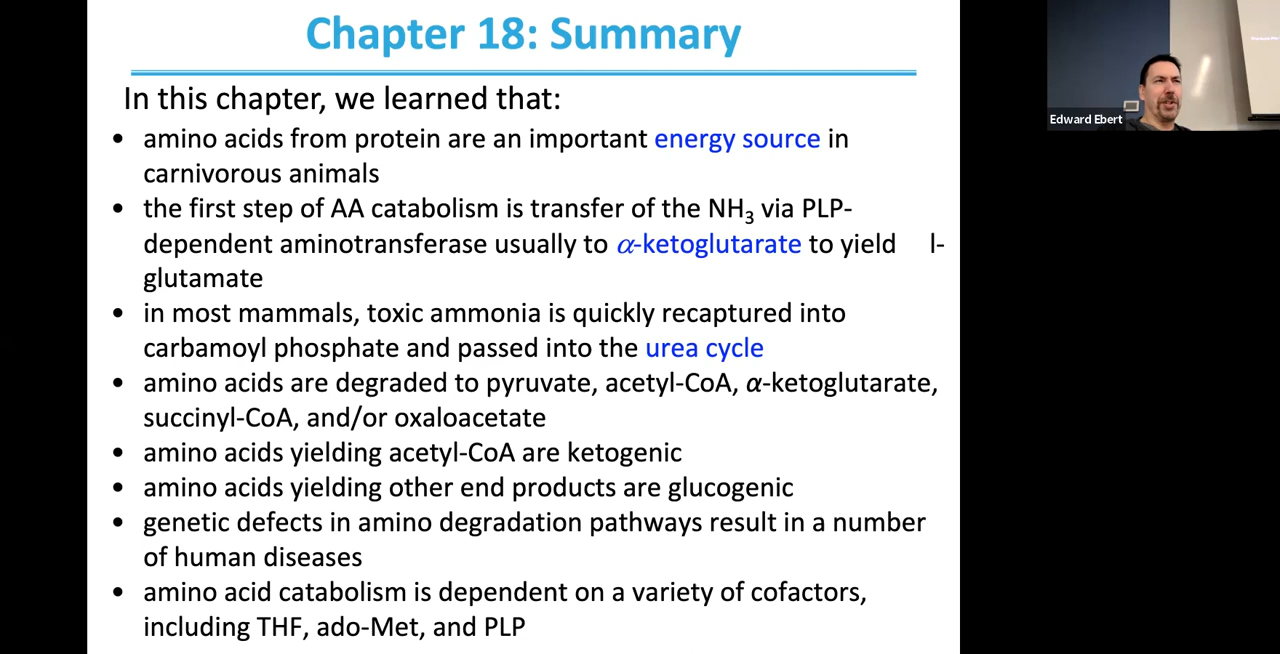 Chapter 18: Summary
In this chapter, we learned that:
• amino acids from protein are an important energy source in
carnivorous animals
• the first step of AA catabolism is transfer of the NH₃ via PLP-
dependent aminotransferase usually to α-ketoglutarate to yield l-
glutamate
• in most mammals, toxic ammonia is quickly recaptured into
carbamoyl phosphate and passed into the urea cycle
• amino acids are degraded to pyruvate, acetyl-CoA, α-ketoglutarate,
succinyl-CoA, and/or oxaloacetate
• amino acids yielding acetyl-CoA are ketogenic
• amino acids yielding other end products are glucogenic
• genetic defects in amino degradation pathways result in a number
of human diseases
• amino acid catabolism is dependent on a variety of cofactors,
including THF, ado-Met, and PLP
Edward Ebert